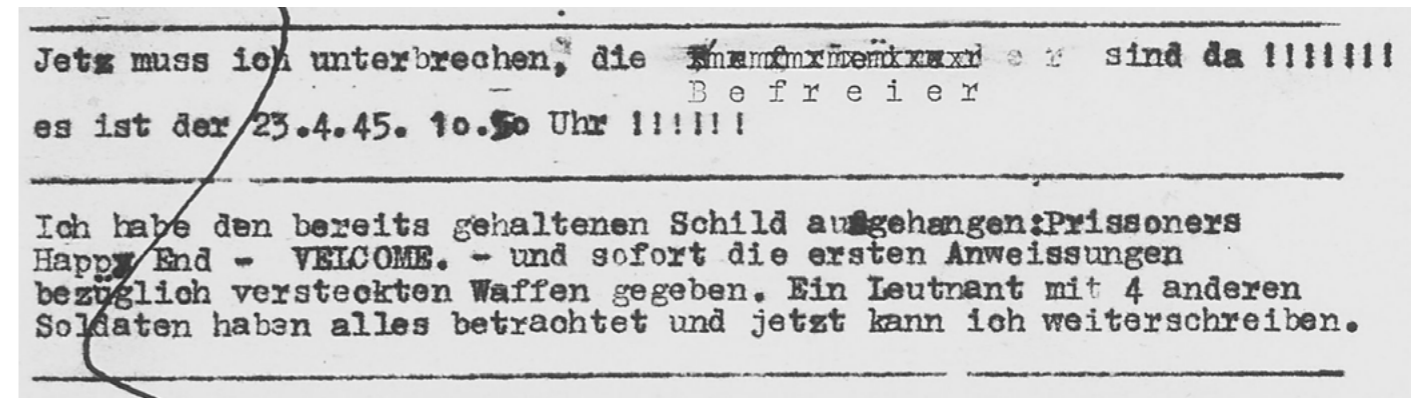 Jetz muss ich unterbrechen, die er sind da !!!!!!!
Befreier
es ist der 23.4.45. 10.50 Uhr !!!!!!
Ich habe den bereits gehaltenen Schild aufgehangen:Prissoners
Happy End - VELCOME. - und sofort die ersten Anweissungen
bezüglich versteckten Waffen gegeben. Ein Leutnant mit 4 anderen
Soldaten haben alles betrachtet und jetzt kann ich weiterschreiben.